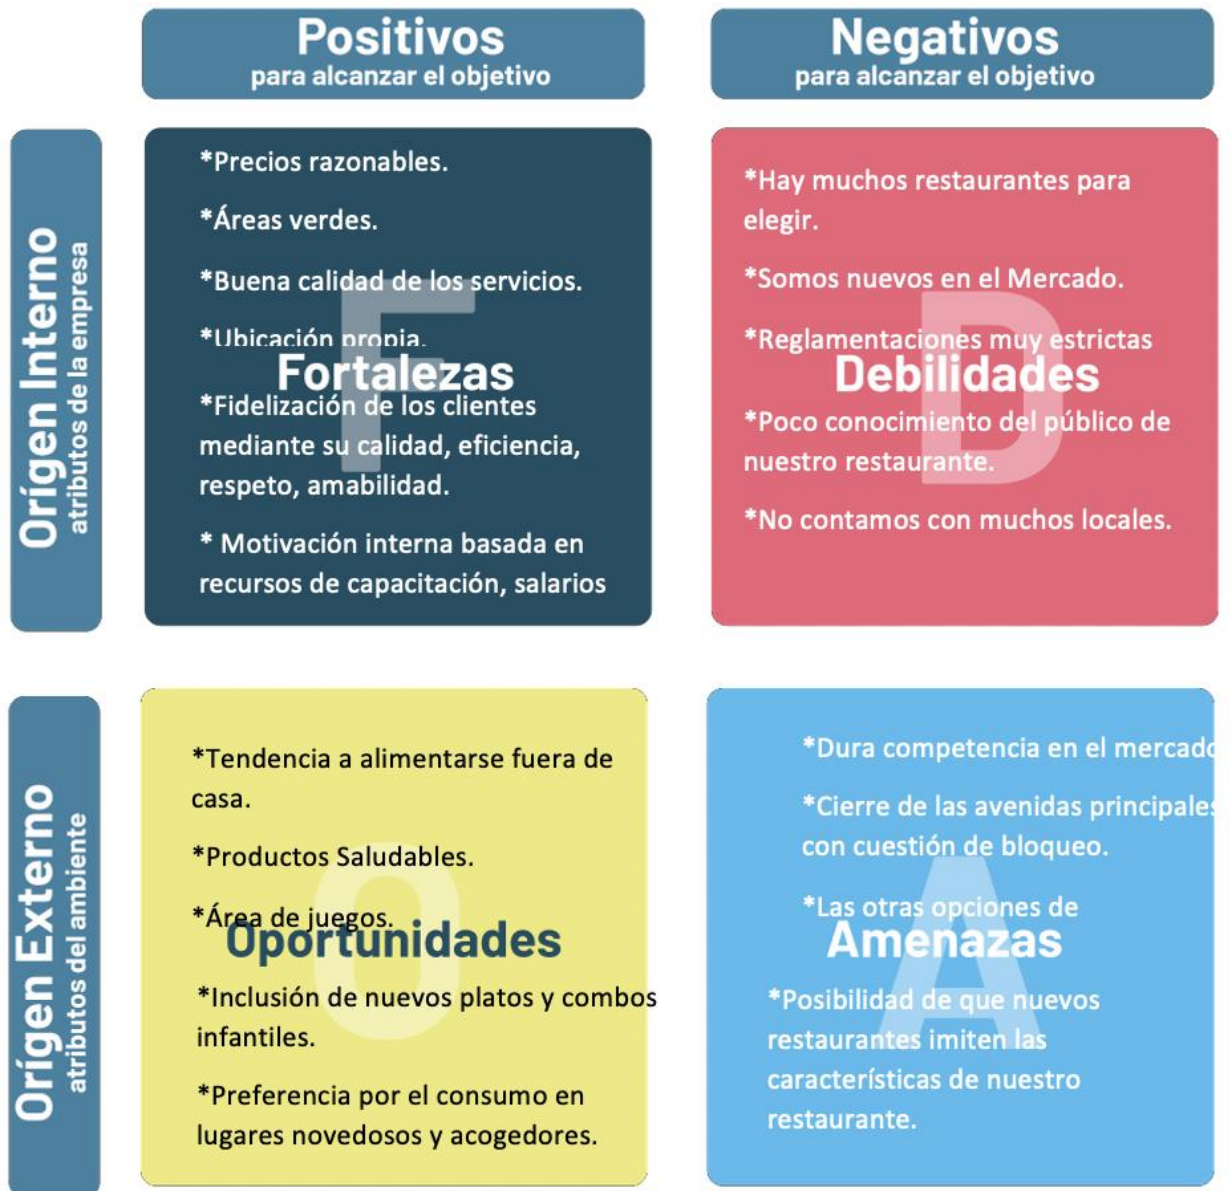 Positivos
para alcanzar el objetivo
Negativos
para alcanzar el objetivo
Orígen Interno
atributos de la empresa
*Precios razonables.
*Áreas verdes.
*Buena calidad de los servicios.
*Ubicación propia.
F
Fortalezas
*Fidelización de los clientes
mediante su calidad, eficiencia,
respeto, amabilidad.
* Motivación interna basada en
recursos de capacitación, salarios
*Hay muchos restaurantes para
elegir.
*Somos nuevos en el Mercado.
*Reglamentaciones muy estrictas
D
Debilidades
*Poco conocimiento del público de
nuestro restaurante.
*No contamos con muchos locales.
Orígen Externo
atributos del ambiente
*Tendencia a alimentarse fuera de
casa.
*Productos Saludables.
*Área de juegos.
O
Oportunidades
*Inclusión de nuevos platos y combos
infantiles.
*Preferencia por el consumo en
lugares novedosos y acogedores.
*Dura competencia en el mercado
*Cierre de las avenidas principales
con cuestión de bloqueo.
*Las otras opciones de
A
Amenazas
*Posibilidad de que nuevos
restaurantes imiten las
características de nuestro
restaurante.